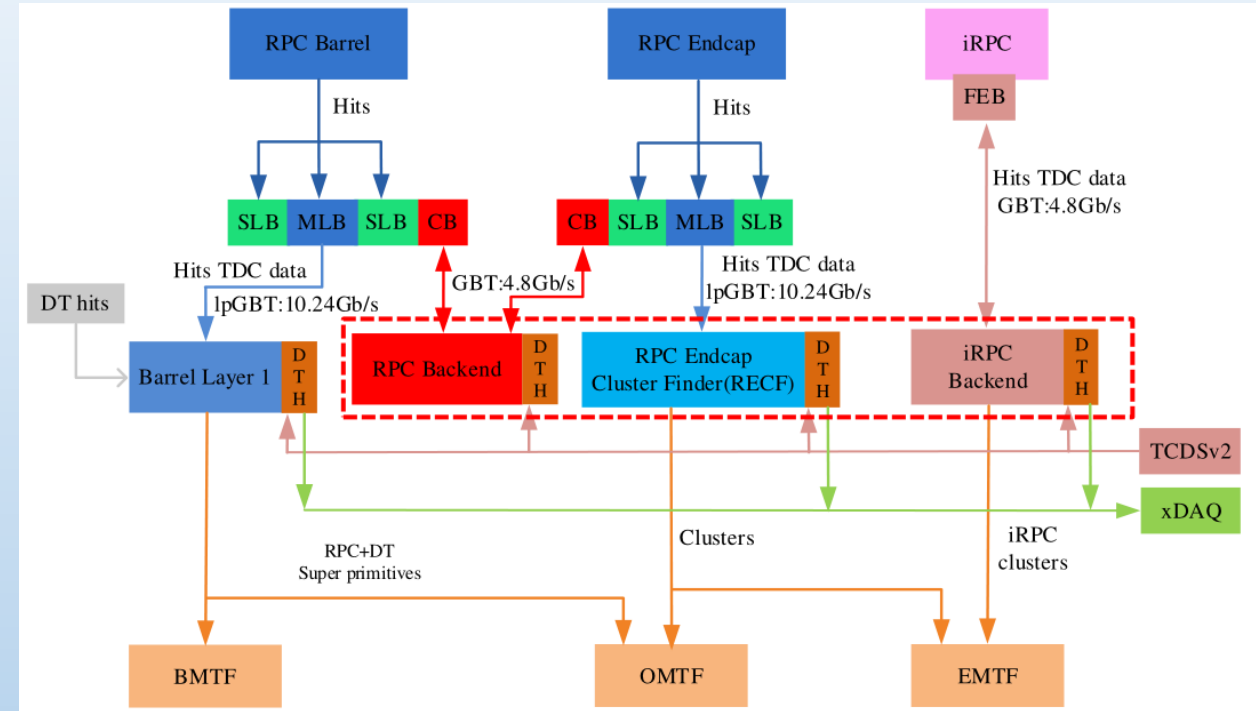 RPC Barrel
RPC Endcap
iRPC
FEB
Hits
Hits
Hits TDC data
GBT:4.8Gb/s
SLB MLB SLB CB
CB SLB MLB SLB
Hits TDC data
lpGBT:10.24Gb/s
GBT:4.8Gb/s
Hits TDC data
lpGBT:10.24Gb/s
DT hits
Barrel Layer 1
D
T
H
RPC Backend
D
T
H
RPC Endcap
Cluster Finder(RECF)
D
T
H
iRPC
Backend
D
T
H
TCDSv2
xDAQ
RPC+DT
Super primitives
Clusters
iRPC
clusters
BMTF
OMTF
EMTF